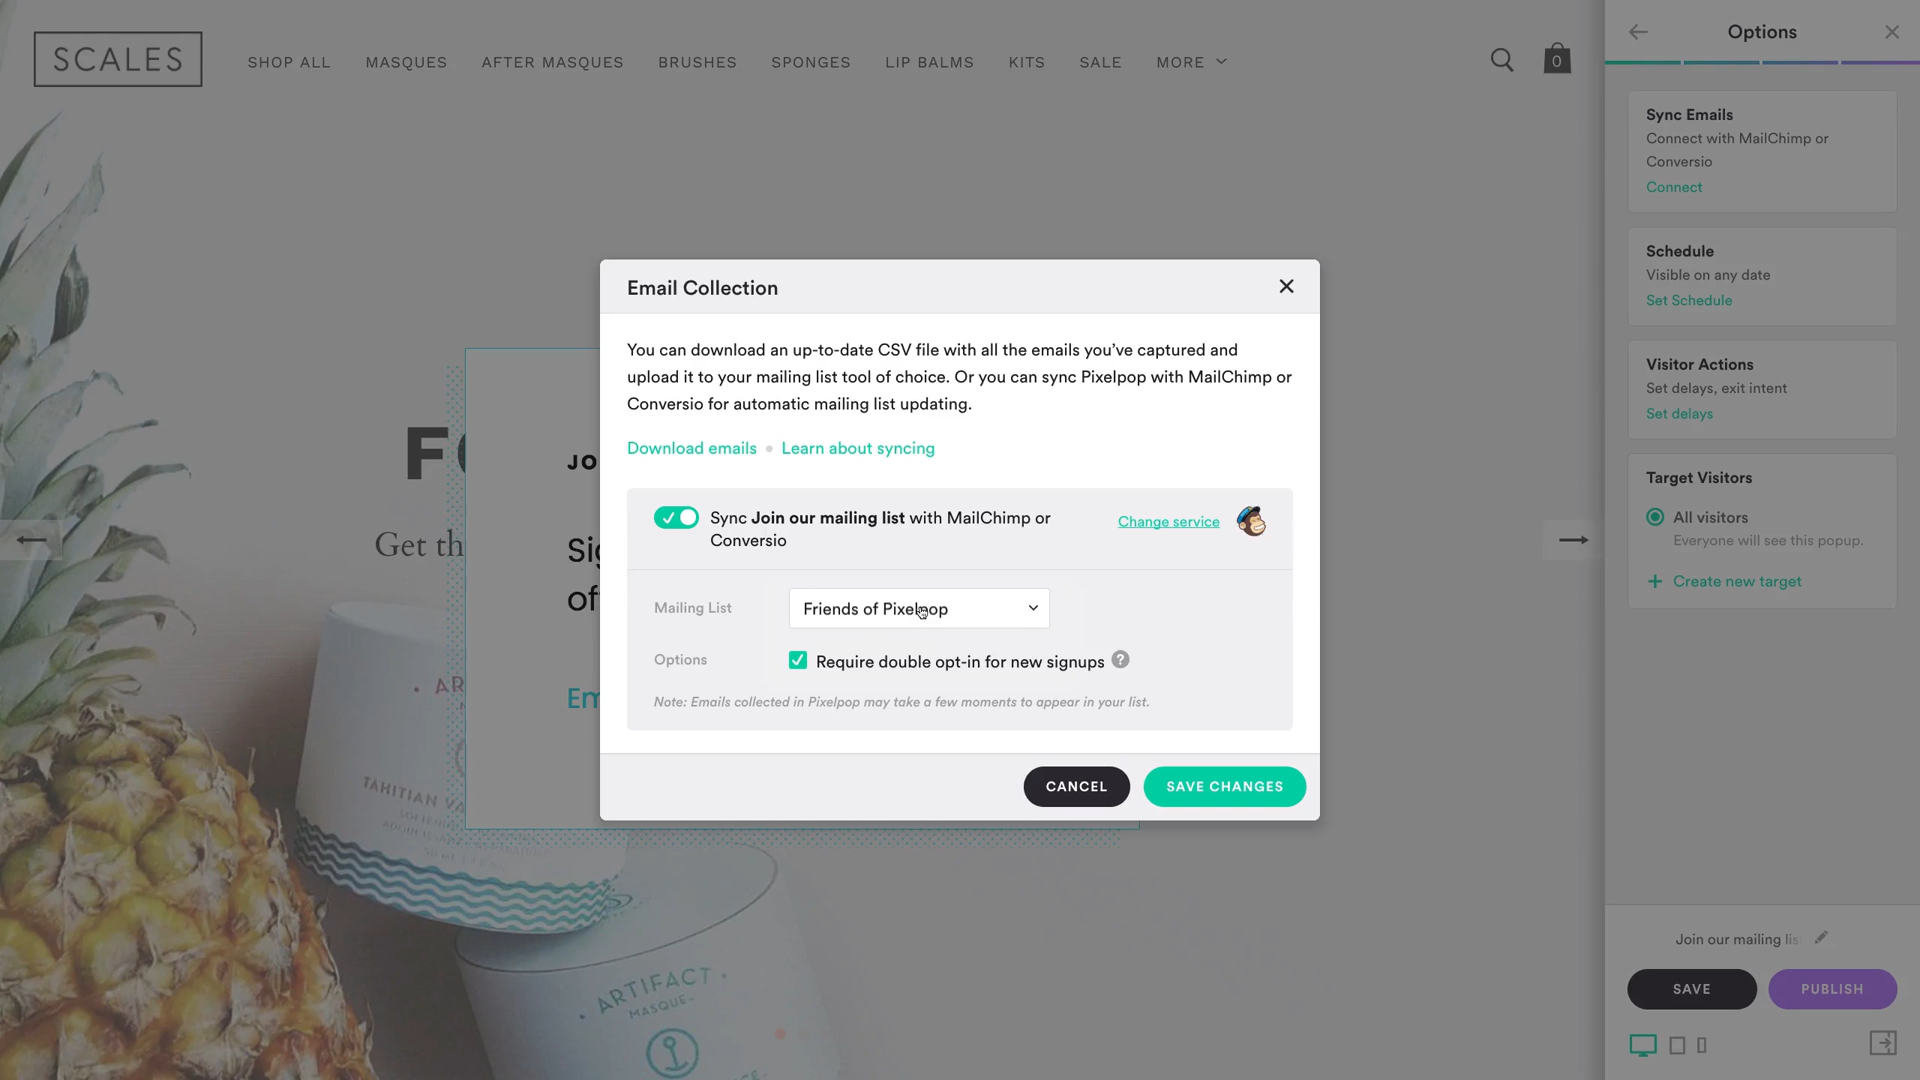 SCALES
SHOP ALL
MASQUES
AFTER MASQUES
BRUSHES
SPONGES
LIP BALMS
KITS
SALE
MORE
0
Options
Sync Emails
Connect with MailChimp or
Conversio
Connect
Schedule
Visible on any date
Set Schedule
Visitor Actions
Set delays, exit intent
Set delays
Target Visitors
All visitors
Everyone will see this popup.
+ Create new target
Email Collection
You can download an up-to-date CSV file with all the emails you've captured and
upload it to your mailing list tool of choice. Or you can sync Pixelpop with MailChimp or
Conversio for automatic mailing list updating.
Download emails • Learn about syncing
Sync Join our mailing list with MailChimp or
Conversio
Change service
Mailing List
Friends of Pixelpop
Options
Require double opt-in for new signups ?
Note: Emails collected in Pixelpop may take a few moments to appear in your list.
CANCEL
SAVE CHANGES
F
Get th
Jo
Sig
of
Em
AR
TAHITIAN VA
ARTIFACT
MASQUE
Join our mailing lis
SAVE
PUBLISH